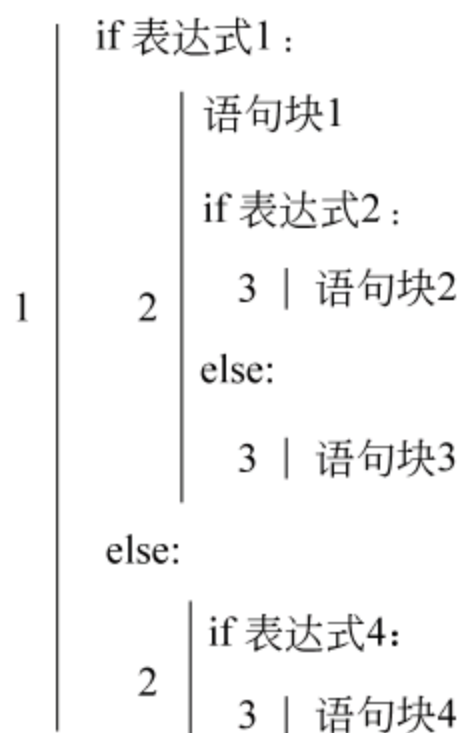 if 表达式1：
语句块1
if 表达式2：
1 2 3 | 语句块2
else:
3 | 语句块3
else:
if 表达式4：
2
3 | 语句块4